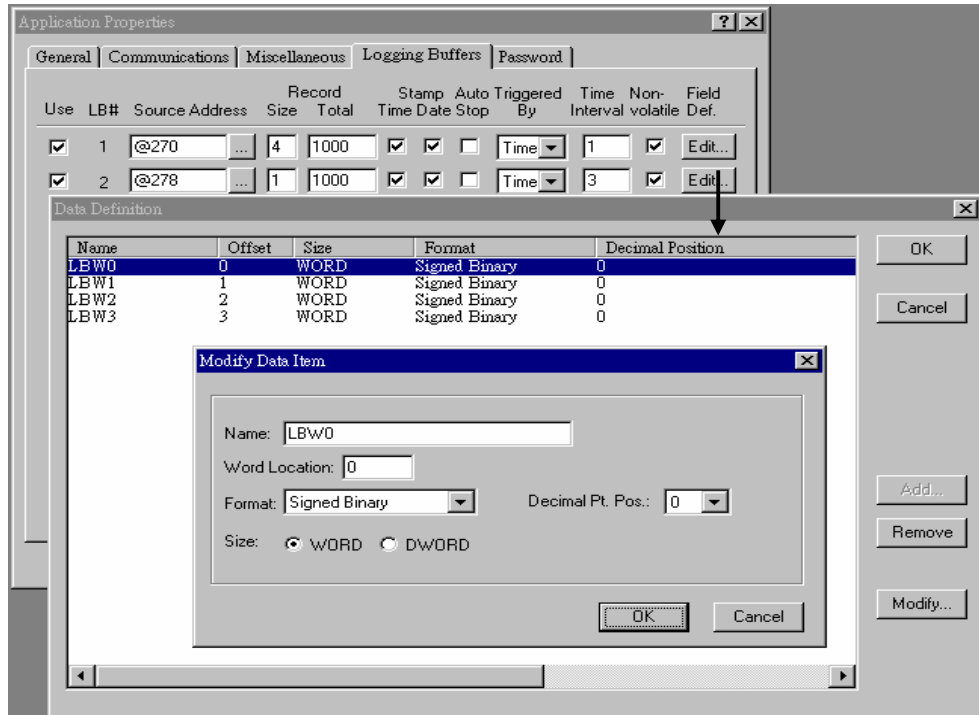 Application Properties
General Communications Miscellaneous Logging Buffers Password
Record Stamp Auto Triggered Time Non- Field
Use LB# Source Address Size Total Time Date Stop By Interval volatile Def.
1 @270 ... 4 1000 Time 1 Edit...
2 @278 ... 1 1000 Time 3 Edit...
Data Definition
Name Offset Size Format Decimal Position
LBW0 0 WORD Signed Binary 0
LBW1 1 WORD Signed Binary 0
LBW2 2 WORD Signed Binary 0
LBW3 3 WORD Signed Binary 0
OK
Cancel
Modify Data Item
Name: LBW0
Word Location: 0
Format: Signed Binary Decimal Pt. Pos.: 0
Size: WORD DWORD
OK Cancel
Add...
Remove
Modify...